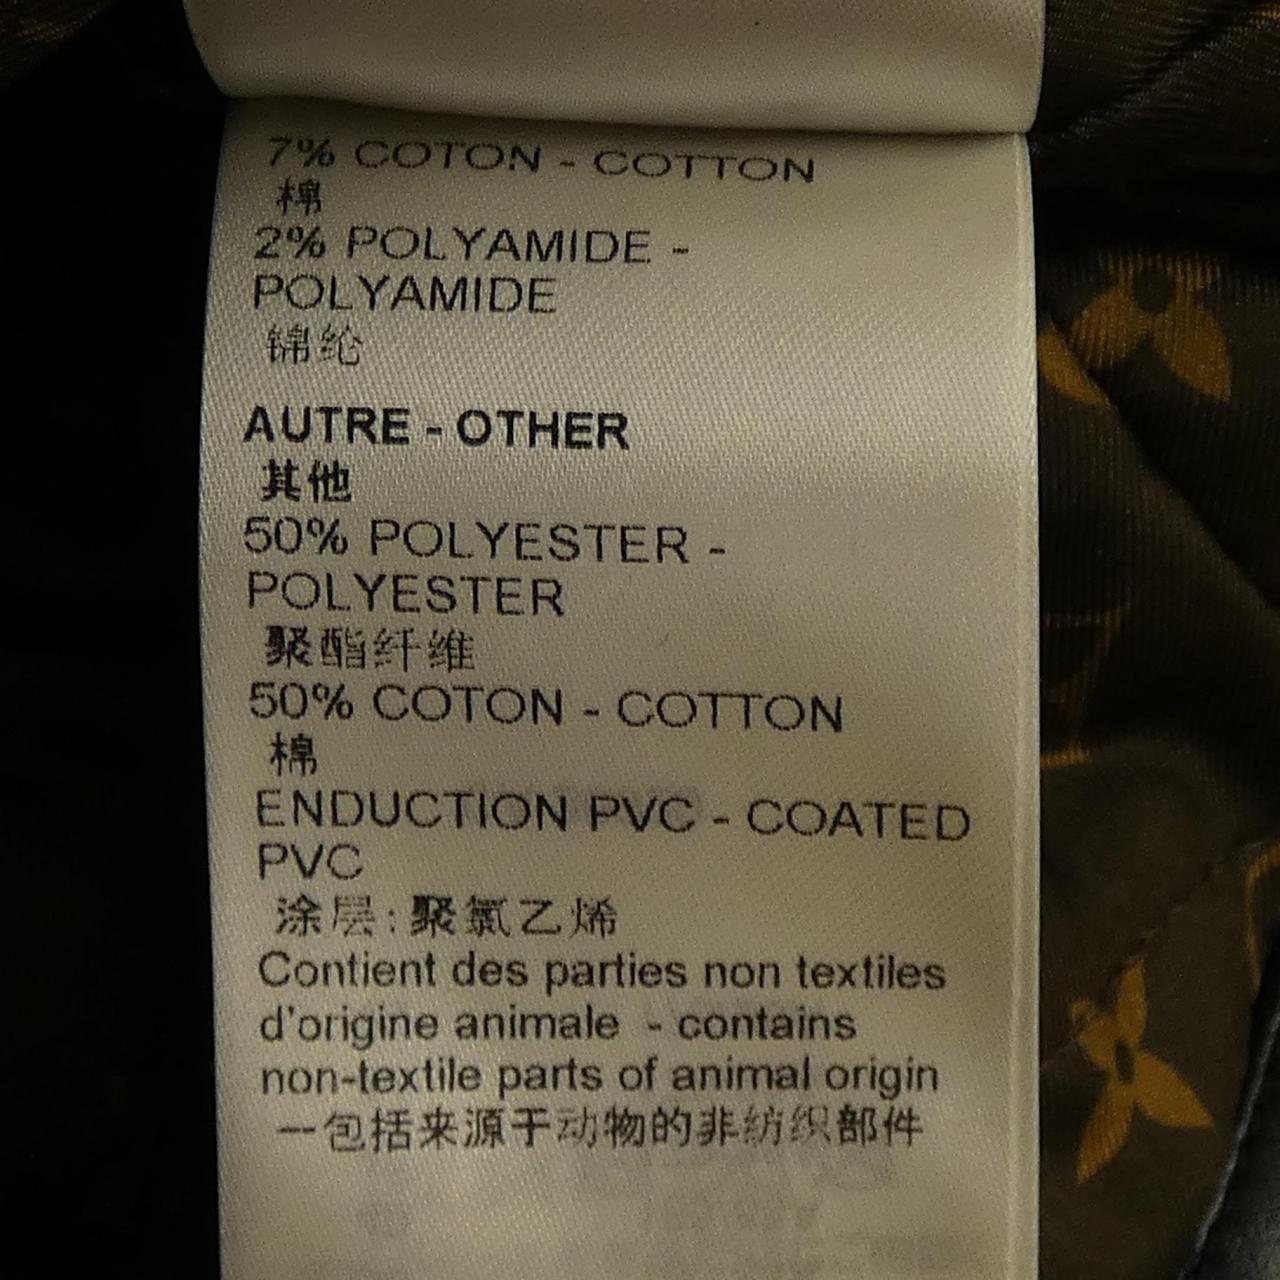 7% COTON - COTTON
棉
2% POLYAMIDE -
POLYAMIDE
锦纶
AUTRE - OTHER
其他
50% POLYESTER -
POLYESTER
聚酯纤维
50% COTON - COTTON
棉
ENDUCTION PVC - COATED
PVC
涂层:聚氯乙烯
Contient des parties non textiles
d'origine animale - contains
non-textile parts of animal origin
一包括来源于动物的非纺织部件